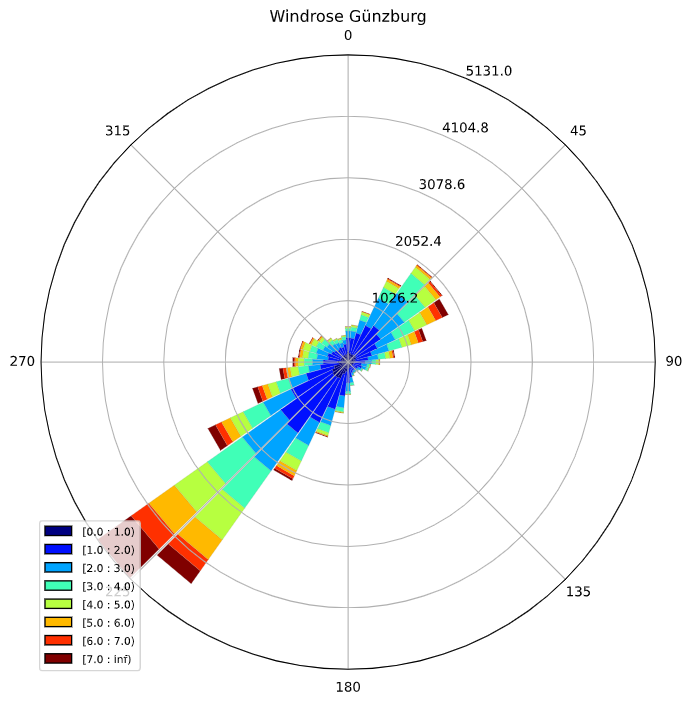 Windrose Günzburg
0
5131.0
4104.8
315
45
3078.6
2052.4
1026.2
270
90
[0.0 : 1.0)
[1.0 : 2.0)
[2.0 : 3.0)
[3.0 : 4.0)
[4.0 : 5.0)
[5.0 : 6.0)
[6.0 : 7.0)
[7.0 : inf)
225
135
180